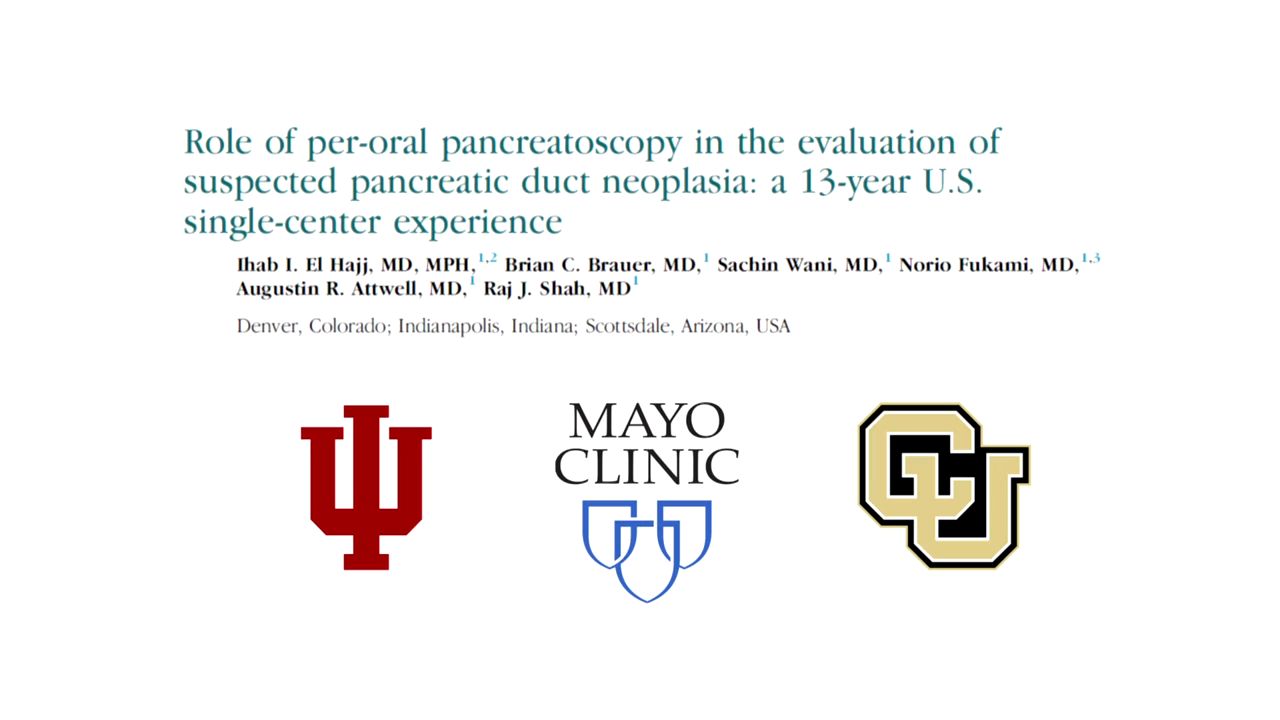 Role of per-oral pancreatoscopy in the evaluation of
suspected pancreatic duct neoplasia: a 13-year U.S.
single-center experience
Ihab I. El Hajj, MD, MPH,1,2 Brian C. Brauer, MD,1 Sachin Wani, MD,1 Norio Fukami, MD,1,3
Augustin R. Attwell, MD,1 Raj J. Shah, MD1
Denver, Colorado; Indianapolis, Indiana; Scottsdale, Arizona, USA
MAYO
CLINIC
IU
CU